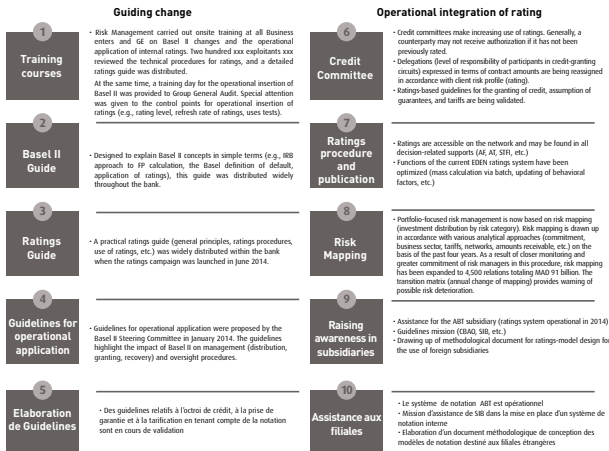 Guiding change
1
Training
courses
• Risk Management carried out onsite training at all Business
enters and GE on Basel II changes and the operational
application of internal ratings. Two hundred xxx exploitants xxx
reviewed the technical procedures for ratings, and a detailed
ratings guide was distributed.
At the same time, a training day for the operational insertion of
Basel II was provided to Group General Audit. Special attention
was given to the control points for operational insertion of
ratings (e.g., rating level, refresh rate of ratings, uses tests).
2
Basel II
Guide
• Designed to explain Basel II concepts in simple terms (e.g., IRB
approach to FP calculation, the Basel definition of default,
application of ratings), this guide was distributed widely
throughout the bank.
3
Ratings
Guide
• A practical ratings guide (general principles, ratings procedures,
use of ratings, etc.) was widely distributed within the bank
when the ratings campaign was launched in June 2014.
4
Guidelines for
operational
application
• Guidelines for operational application were proposed by the
Basel II Steering Committee in January 2014. The guidelines
highlight the impact of Basel II on management (distribution,
granting, recovery) and oversight procedures.
5
Elaboration
de Guidelines
• Des guidelines relatifs à l'octroi de crédit, à la prise de
garantie et à la tarification en tenant compte de la notation
sont en cours de validation
Operational integration of rating
6
Credit
Committee
• Credit committees make increasing use of ratings. Generally, a
counterparty may not receive authorization if it has not been
previously rated.
• Delegations (level of responsibility of participants in credit-granting
circuits) expressed in terms of contract amounts are being reassigned
in accordance with client risk profile (rating).
• Ratings-based guidelines for the granting of credit, assumption of
guarantees, and tariffs are being validated.
7
Ratings
procedure
and
publication
• Ratings are accessible on the network and may be found in all
decision-related supports (AF, AT, STFI, etc.)
• Functions of the current EDEN ratings system have been
optimized (mass calculation via batch, updating of behavioral
factors, etc.)
8
Risk
Mapping
• Portfolio-focused risk management is now based on risk mapping
(investment distribution by risk category). Risk mapping is drawn up
in accordance with various analytical approaches (commitment,
business sector, tariffs, networks, amounts receivable, etc.) on the
basis of the past four years. As a result of closer monitoring and
greater commitment of risk managers in this procedure, risk mapping
has been expanded to 4,500 relations totaling MAD 91 billion. The
transition matrix (annual change of mapping) provides warning of
possible risk deterioration.
9
Raising
awareness in
subsidiaries
• Assistance for the ABT subsidiary (ratings system operational in 2014)
• Guidelines mission (CBAO, SIB, etc.)
• Drawing up of methodological document for ratings-model design for
the use of foreign subsidiaries
10
Assistance aux
filiales
• Le système de notation ABT est opérationnel
• Mission d'assistance de SIB dans la mise en place d'un système de
notation interne
• Elaboration d'un document méthodologique de conception des
modèles de notation destiné aux filiales étrangères